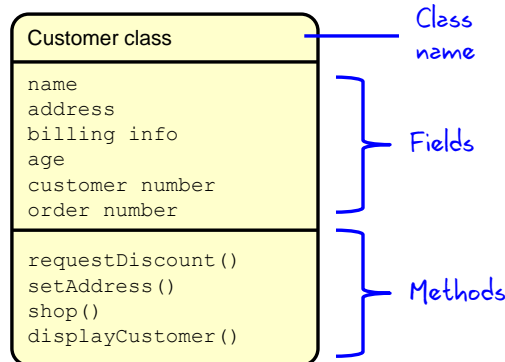 Customer class
Class
name
name
address
billing info
age
customer number
order number
Fields
requestDiscount()
setAddress()
shop()
displayCustomer()
Methods